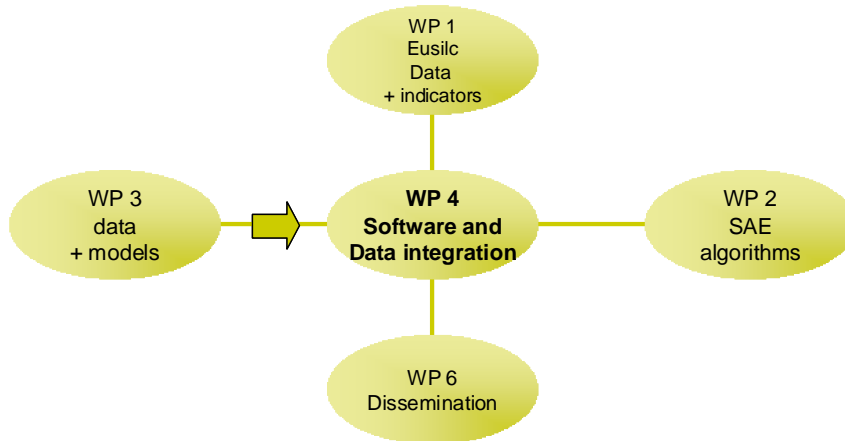 WP 1
Eusilc
Data
+ indicators
WP 3
data
+ models
WP 4
Software and
Data integration
WP 2
SAE
algorithms
WP 6
Dissemination